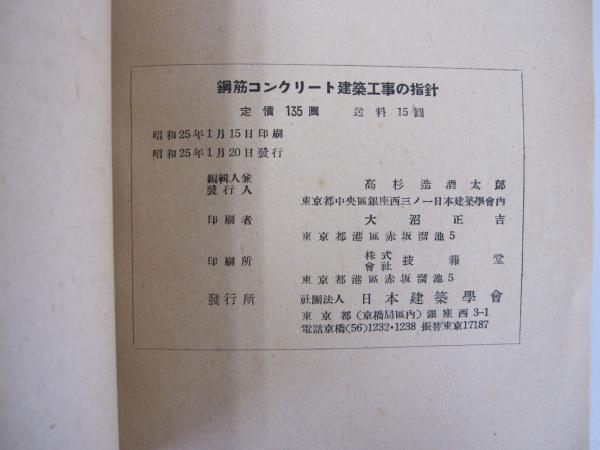 鋼筋コンクリート建築工事の指針
定價 135圓 送料 15圓
昭和25年1月15日印刷
昭和25年1月20日發行
編輯人兼
發行人 高杉造酒太郎
東京都中央區銀座西三ノ一日本建築學會內
印刷者 大沼正吉
東京都港區赤坂溜池5
印刷所 株式會社 技報堂
東京都港區赤坂溜池5
發行所 社團法人 日本建築學會
東京都(京橋局區內)銀座西3-1
電話京橋(56)1232・1238 振替東京17187